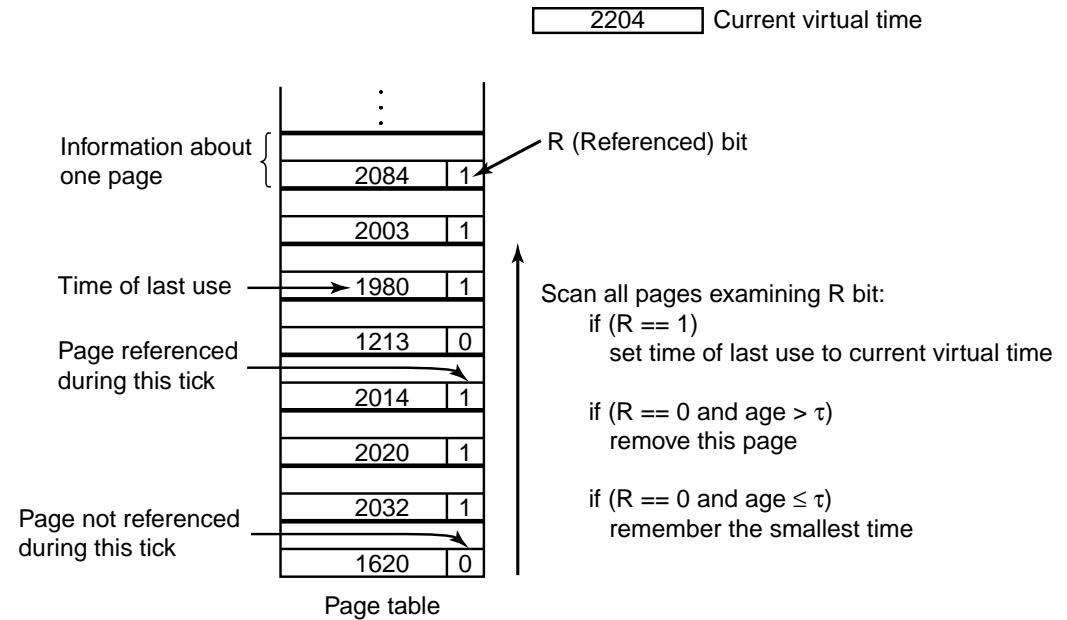 2204 Current virtual time
Information about
one page
R (Referenced) bit
2084 1
2003 1
Time of last use
1980 1
1213 0
Page referenced
during this tick
2014 1
2020 1
2032 1
Page not referenced
during this tick
1620 0
Page table
Scan all pages examining R bit:
if (R == 1)
set time of last use to current virtual time
if (R == 0 and age > τ)
remove this page
if (R == 0 and age ≤ τ)
remember the smallest time